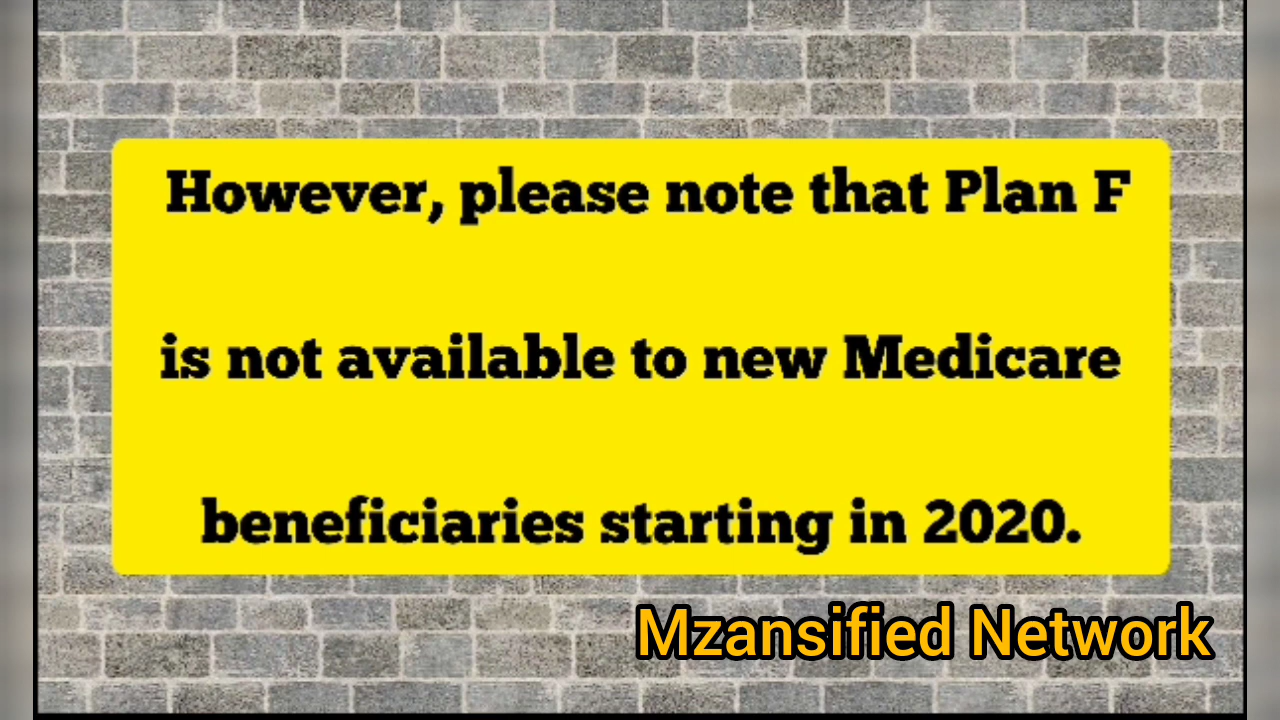 However, please note that Plan F
is not available to new Medicare
beneficiaries starting in 2020.
Mzansified Network